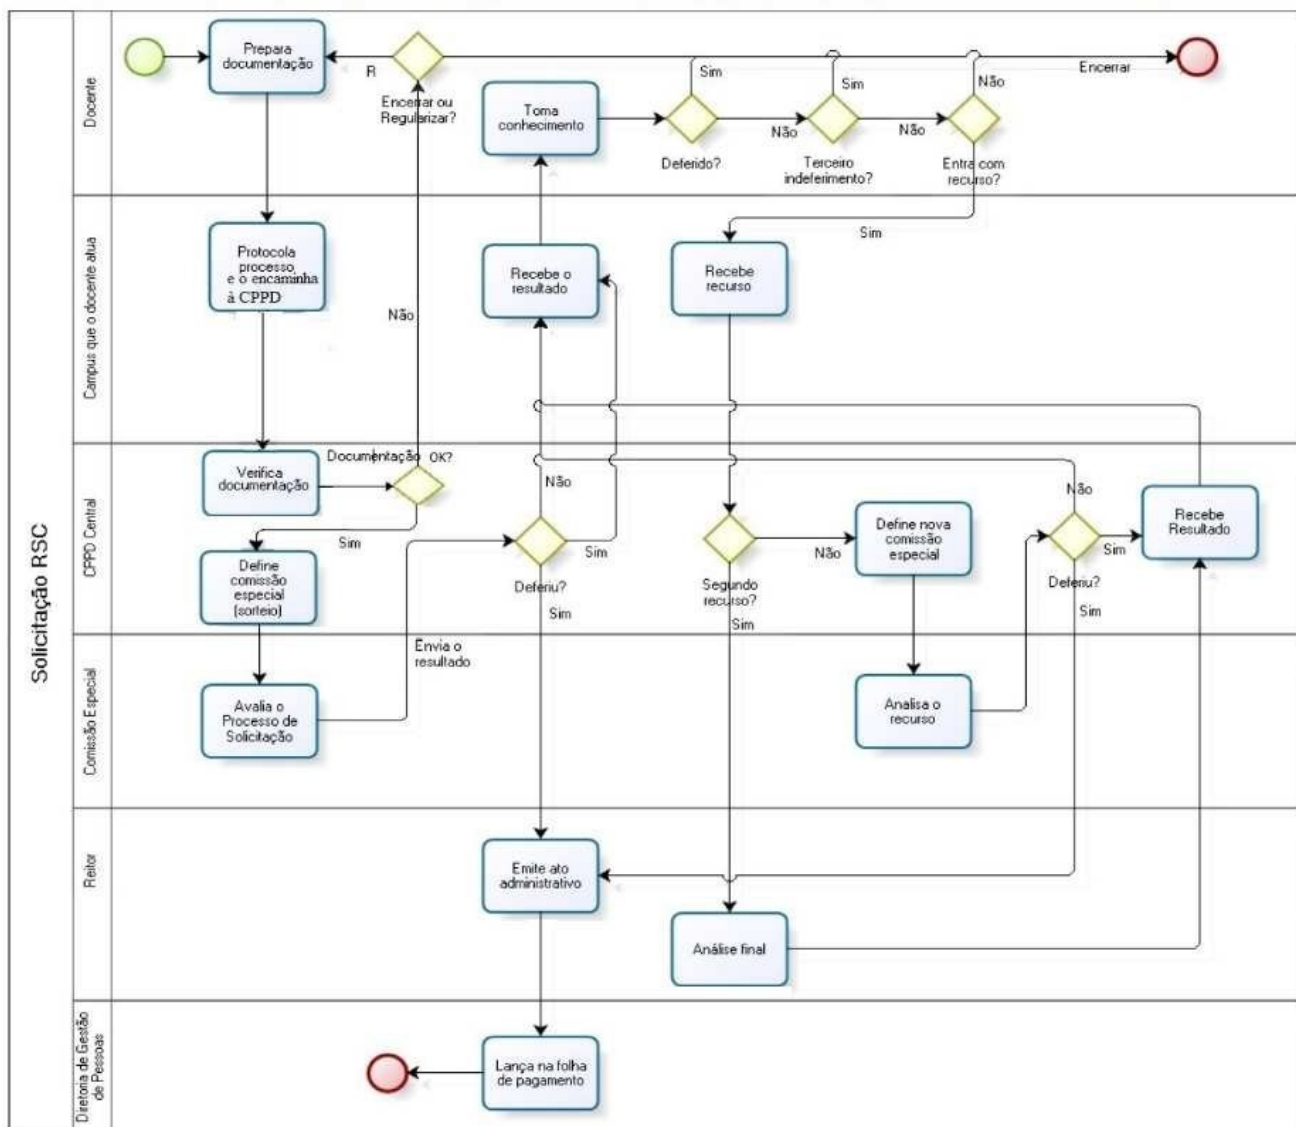 Solicitação RSC
Docente
Prepara
documentação
R
Encerrar ou
Regularizar?
Toma
conhecimento
Sim
Deferido?
Não
Sim
Terceiro
indeferimento?
Não
Não
Entra com
recurso?
Encerrar
Campus que o docente atua
Protocola
processo
e o encaminha
à CPPD
Não
Recebe o
resultado
Recebe
recurso
Sim
CPPD Central
Verifica
documentação
Documentação OK?
Sim
Define
comissão
especial
(sorteio)
Não
Sim
Deferiu?
Sim
Segundo
recurso?
Não
Sim
Define nova
comissão
especial
Não
Sim
Deferiu?
Sim
Recebe
Resultado
Comissão Especial
Avalia o
Processo de
Solicitação
Envia o
resultado
Analisa o
recurso
Reitor
Emite ato
administrativo
Análise final
Diretoria de Gestão
de Pessoas
Lança na folha
de pagamento